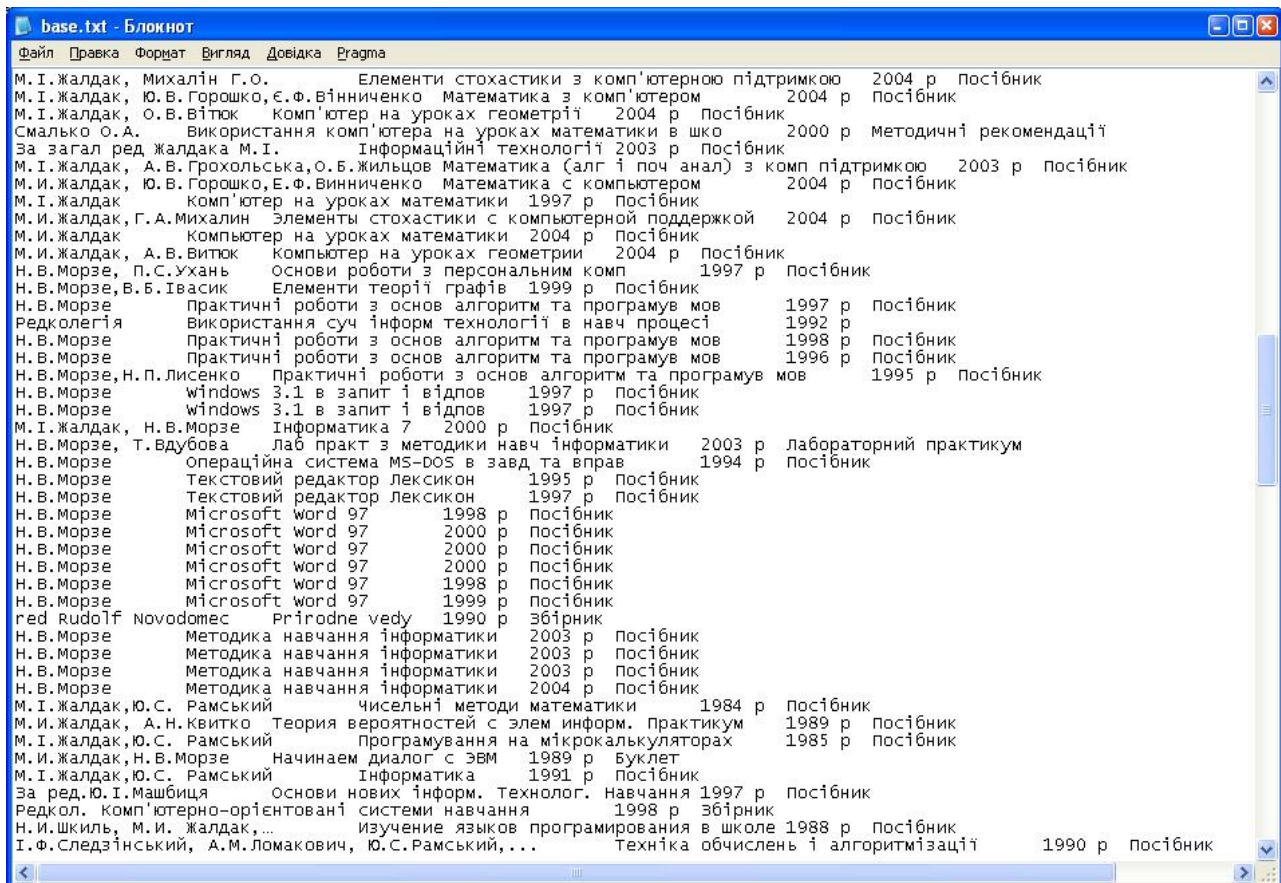 base.txt - Блокнот
Файл Правка Формат Вигляд Довідка Pragma
М.І.Жалдак, Михалін Г.О. Елементи стохастики з комп'ютерною підтримкою 2004 р Посібник
М.І.Жалдак, Ю.В.Горошко,Є.Ф.Вінниченко Математика з комп'ютером 2004 р Посібник
М.І.Жалдак, О.В.Вітюк Комп'ютер на уроках геометрії 2004 р Посібник
Смалько О.А. Використання комп'ютера на уроках математики в шко 2000 р Методичні рекомендації
За загал ред Жалдака М.І. Інформаційні технології 2003 р Посібник
М.І.Жалдак, А.В.Грохольська,О.Б.Жильцов Математика (алг і поч анал) з комп підтримкою 2003 р Посібник
М.И.Жалдак, Ю.В.Горошко,Е.Ф.Винниченко Математика с компьютером 2004 р Посібник
М.І.Жалдак Комп'ютер на уроках математики 1997 р Посібник
М.И.Жалдак,Г.А.Михалин Элементы стохастики с компьютерной поддержкой 2004 р Посібник
М.И.Жалдак Компьютер на уроках математики 2004 р Посібник
М.И.Жалдак, А.В.Витюк Компьютер на уроках геометрии 2004 р Посібник
Н.В.Морзе, П.С.Ухань Основи роботи з персональним комп 1997 р Посібник
Н.В.Морзе,В.Б.Івасик Елементи теорії графів 1999 р Посібник
Н.В.Морзе Практичні роботи з основ алгоритм та програмув мов 1997 р Посібник
Редколегія Використання суч інформ технології в навч процесі 1992 р
Н.В.Морзе Практичні роботи з основ алгоритм та програмув мов 1998 р Посібник
Н.В.Морзе Практичні роботи з основ алгоритм та програмув мов 1996 р Посібник
Н.В.Морзе,Н.П.Лисенко Практичні роботи з основ алгоритм та програмув мов 1995 р Посібник
Н.В.Морзе Windows 3.1 в запит і відпов 1997 р Посібник
Н.В.Морзе Windows 3.1 в запит і відпов 1997 р Посібник
М.І.Жалдак, Н.В.Морзе Інформатика 7 2000 р Посібник
Н.В.Морзе, Т.Вдубова Лаб практ з методики навч інформатики 2003 р Лабораторний практикум
Н.В.Морзе Операційна система MS-DOS в завд та вправ 1994 р Посібник
Н.В.Морзе Текстовий редактор Лексикон 1995 р Посібник
Н.В.Морзе Текстовий редактор Лексикон 1997 р Посібник
Н.В.Морзе Microsoft Word 97 1998 р Посібник
Н.В.Морзе Microsoft Word 97 2000 р Посібник
Н.В.Морзе Microsoft Word 97 2000 р Посібник
Н.В.Морзе Microsoft Word 97 2000 р Посібник
Н.В.Морзе Microsoft Word 97 1998 р Посібник
Н.В.Морзе Microsoft Word 97 1999 р Посібник
red Rudolf Novodomec Prirodne vedy 1990 р Збірник
Н.В.Морзе Методика навчання інформатики 2003 р Посібник
Н.В.Морзе Методика навчання інформатики 2003 р Посібник
Н.В.Морзе Методика навчання інформатики 2003 р Посібник
Н.В.Морзе Методика навчання інформатики 2004 р Посібник
М.І.Жалдак,Ю.С. Рамський Чисельні методи математики 1984 р Посібник
М.И.Жалдак, А.Н.Квитко Теория вероятностей с элем информ. Практикум 1989 р Посібник
М.І.Жалдак,Ю.С. Рамський Програмування на мікрокалькуляторах 1985 р Посібник
М.И.Жалдак,Н.В.Морзе Начинаем диалог с ЭВМ 1989 р Буклет
М.І.Жалдак,Ю.С. Рамський Інформатика 1991 р Посібник
За ред.Ю.І.Машбиця Основи нових інформ. Технолог. Навчання 1997 р Посібник
Редкол. Комп'ютерно-орієнтовані системи навчання 1998 р Збірник
Н.И.Шкиль, М.И. Жалдак,… Изучение языков програмирования в школе 1988 р Посібник
І.Ф.Следзінський, А.М.Ломакович, Ю.С.Рамський,... Техніка обчислень і алгоритмізації 1990 р Посібник